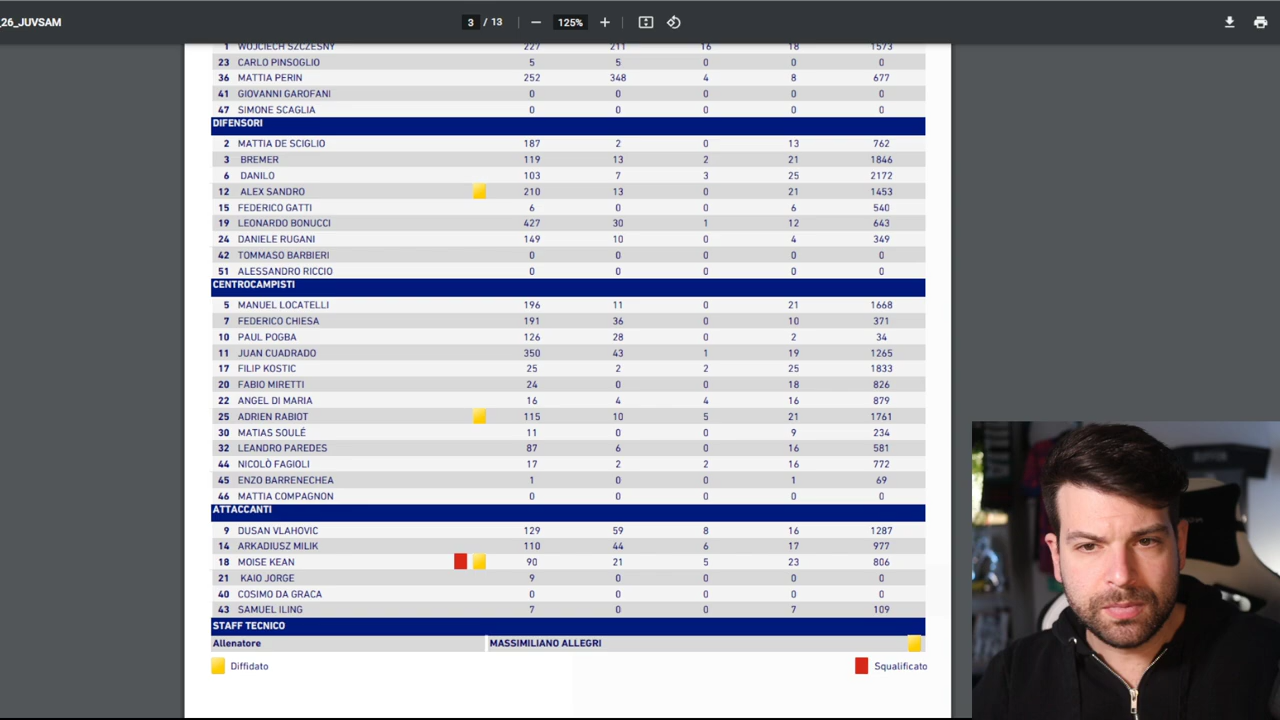 _26_JUVSAM 3 / 13 125%
1 WOJCIECH SZCZESNY 227 211 16 18 1573
23 CARLO PINSOGLIO 5 5 0 0 0
36 MATTIA PERIN 252 348 4 8 677
41 GIOVANNI GAROFANI 0 0 0 0 0
47 SIMONE SCAGLIA 0 0 0 0 0
DIFENSORI
2 MATTIA DE SCIGLIO 187 2 0 13 762
3 BREMER 119 13 2 21 1846
6 DANILO 103 7 3 25 2172
12 ALEX SANDRO 210 13 0 21 1453
15 FEDERICO GATTI 6 0 0 6 540
19 LEONARDO BONUCCI 427 30 1 12 643
24 DANIELE RUGANI 149 10 0 4 349
42 TOMMASO BARBIERI 0 0 0 0 0
51 ALESSANDRO RICCIO 0 0 0 0 0
CENTROCAMPISTI
5 MANUEL LOCATELLI 196 11 0 21 1668
7 FEDERICO CHIESA 191 36 0 10 371
10 PAUL POGBA 126 28 0 2 34
11 JUAN CUADRADO 350 43 1 19 1265
17 FILIP KOSTIC 25 2 2 25 1833
20 FABIO MIRETTI 24 0 0 18 826
22 ANGEL DI MARIA 16 4 4 16 879
25 ADRIEN RABIOT 115 10 5 21 1761
30 MATIAS SOULÉ 11 0 0 9 234
32 LEANDRO PAREDES 87 6 0 16 581
44 NICOLÒ FAGIOLI 17 2 2 16 772
45 ENZO BARRENECHEA 1 0 0 1 69
46 MATTIA COMPAGNON 0 0 0 0 0
ATTACCANTI
9 DUSAN VLAHOVIC 129 59 8 16 1287
14 ARKADIUSZ MILIK 110 44 6 17 977
18 MOISE KEAN 90 21 5 23 806
21 KAIO JORGE 9 0 0 0 0
40 COSIMO DA GRACA 0 0 0 0 0
43 SAMUEL ILING 7 0 0 7 109
STAFF TECNICO
Allenatore MASSIMILIANO ALLEGRI
Diffidato Squalificato